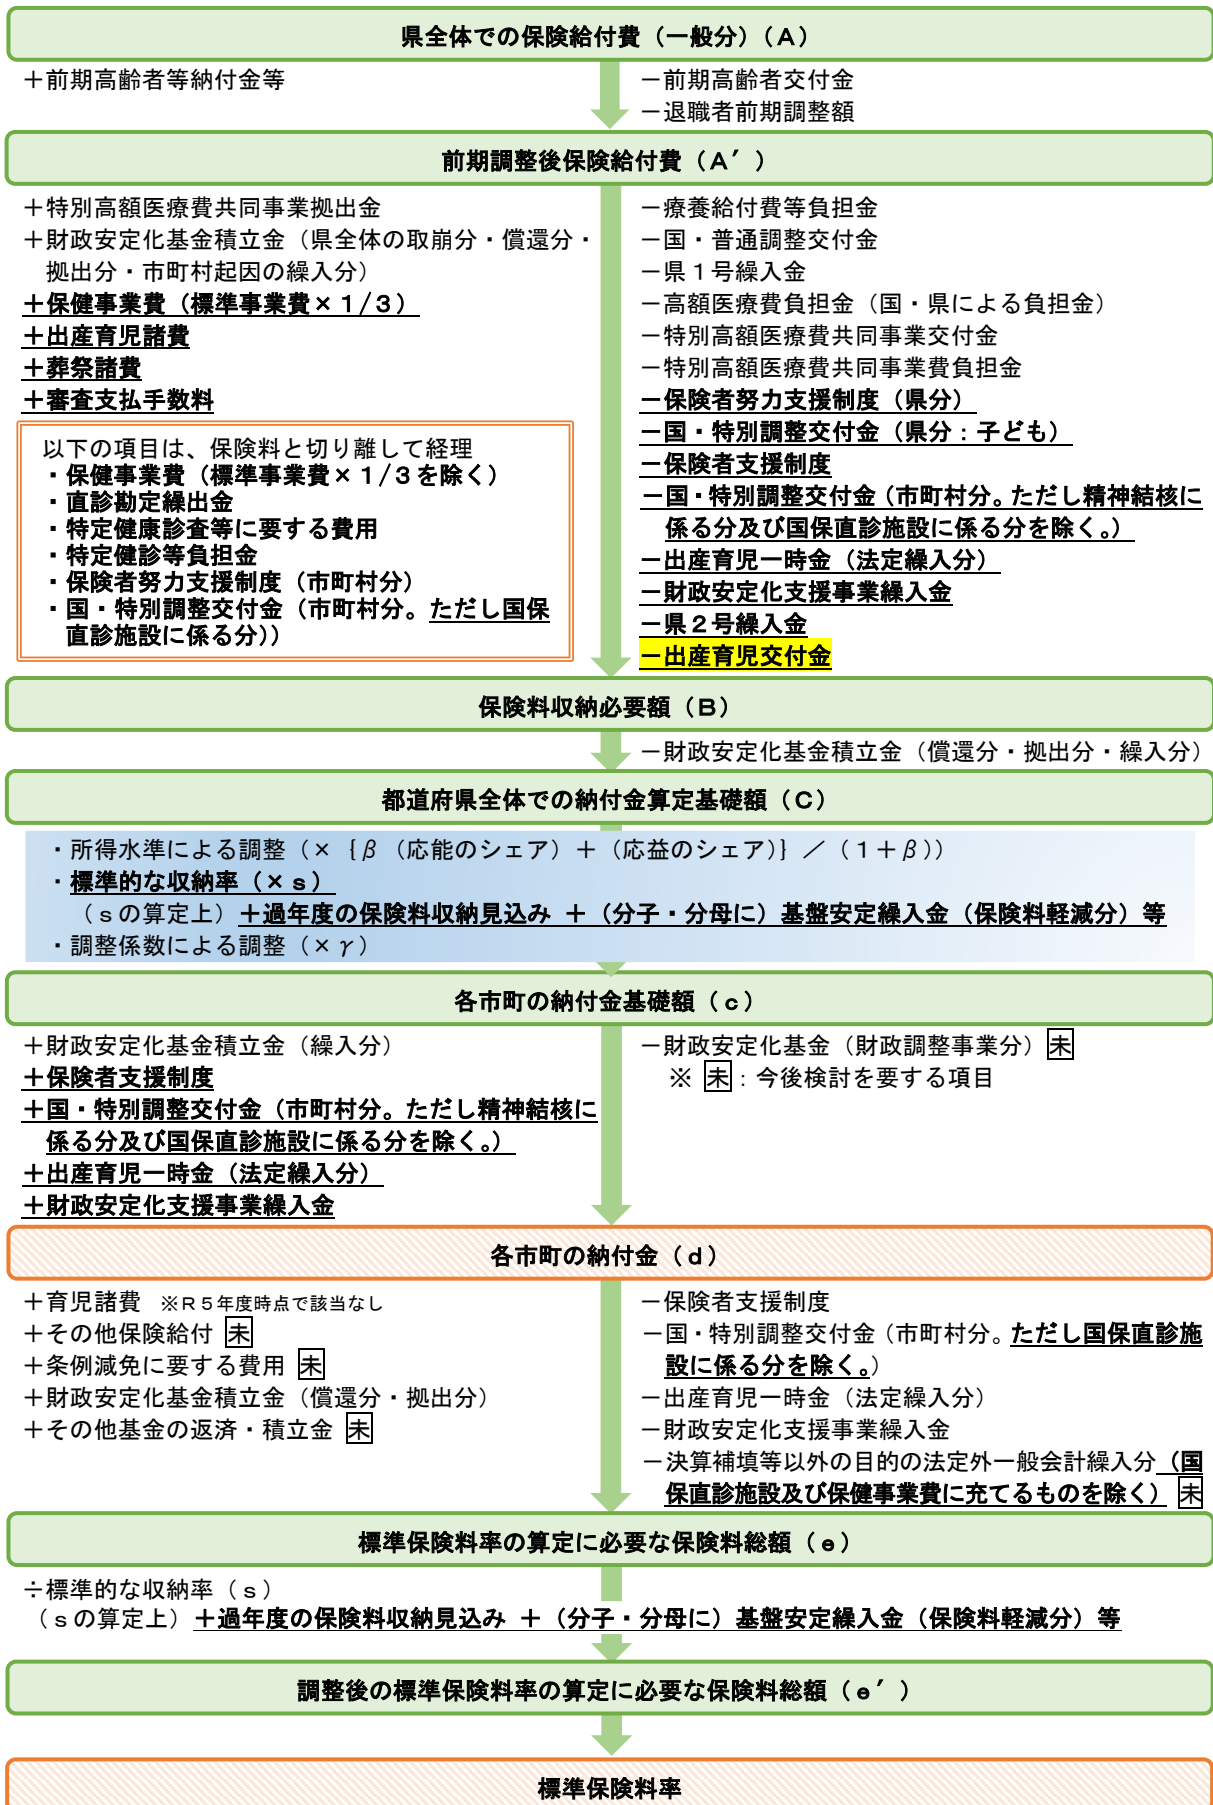 県全体での保険給付費（一般分）（Ａ）
＋前期高齢者等納付金等
－前期高齢者交付金
－退職者前期調整額
前期調整後保険給付費（Ａ′）
＋特別高額医療費共同事業拠出金
＋財政安定化基金積立金（県全体の取崩分・償還分・
拠出分・市町村起因の繰入分）
＋保健事業費（標準事業費×１/３）
＋出産育児諸費
＋葬祭諸費
＋審査支払手数料
以下の項目は、保険料と切り離して経理
・保健事業費（標準事業費×１/３を除く）
・直診勘定繰出金
・特定健康診査等に要する費用
・特定健診等負担金
・保険者努力支援制度（市町村分）
・国・特別調整交付金（市町村分。ただし国保
直診施設に係る分））
－療養給付費等負担金
－国・普通調整交付金
－県１号繰入金
－高額医療費負担金（国・県による負担金）
－特別高額医療費共同事業交付金
－特別高額医療費共同事業費負担金
－保険者努力支援制度（県分）
－国・特別調整交付金（県分：子ども）
－保険者支援制度
－国・特別調整交付金（市町村分。ただし精神結核に
係る分及び国保直診施設に係る分を除く。）
－出産育児一時金（法定繰入分）
－財政安定化支援事業繰入金
－県２号繰入金
－出産育児交付金
保険料収納必要額（Ｂ）
－財政安定化基金積立金（償還分・拠出分・繰入分）
都道府県全体での納付金算定基礎額（Ｃ）
・所得水準による調整（×｛β（応能のシェア）＋（応益のシェア）｝／（１＋β））
・標準的な収納率（×ｓ）
（ｓの算定上）＋過年度の保険料収納見込み ＋（分子・分母に）基盤安定繰入金（保険料軽減分）等
・調整係数による調整（×γ）
各市町の納付金基礎額（ｃ）
＋財政安定化基金積立金（繰入分）
＋保険者支援制度
＋国・特別調整交付金（市町村分。ただし精神結核に
係る分及び国保直診施設に係る分を除く。）
＋出産育児一時金（法定繰入分）
＋財政安定化支援事業繰入金
－財政安定化基金（財政調整事業分）未
※ 未：今後検討を要する項目
各市町の納付金（ｄ）
＋育児諸費 ※Ｒ５年度時点で該当なし
＋その他保険給付 未
＋条例減免に要する費用 未
＋財政安定化基金積立金（償還分・拠出分）
＋その他基金の返済・積立金 未
－保険者支援制度
－国・特別調整交付金（市町村分。ただし国保直診施
設に係る分を除く。）
－出産育児一時金（法定繰入分）
－財政安定化支援事業繰入金
－決算補填等以外の目的の法定外一般会計繰入分（国
保直診施設及び保健事業費に充てるものを除く）未
標準保険料率の算定に必要な保険料総額（ｅ）
÷標準的な収納率（ｓ）
（ｓの算定上）＋過年度の保険料収納見込み ＋（分子・分母に）基盤安定繰入金（保険料軽減分）等
調整後の標準保険料率の算定に必要な保険料総額（ｅ′）
標準保険料率